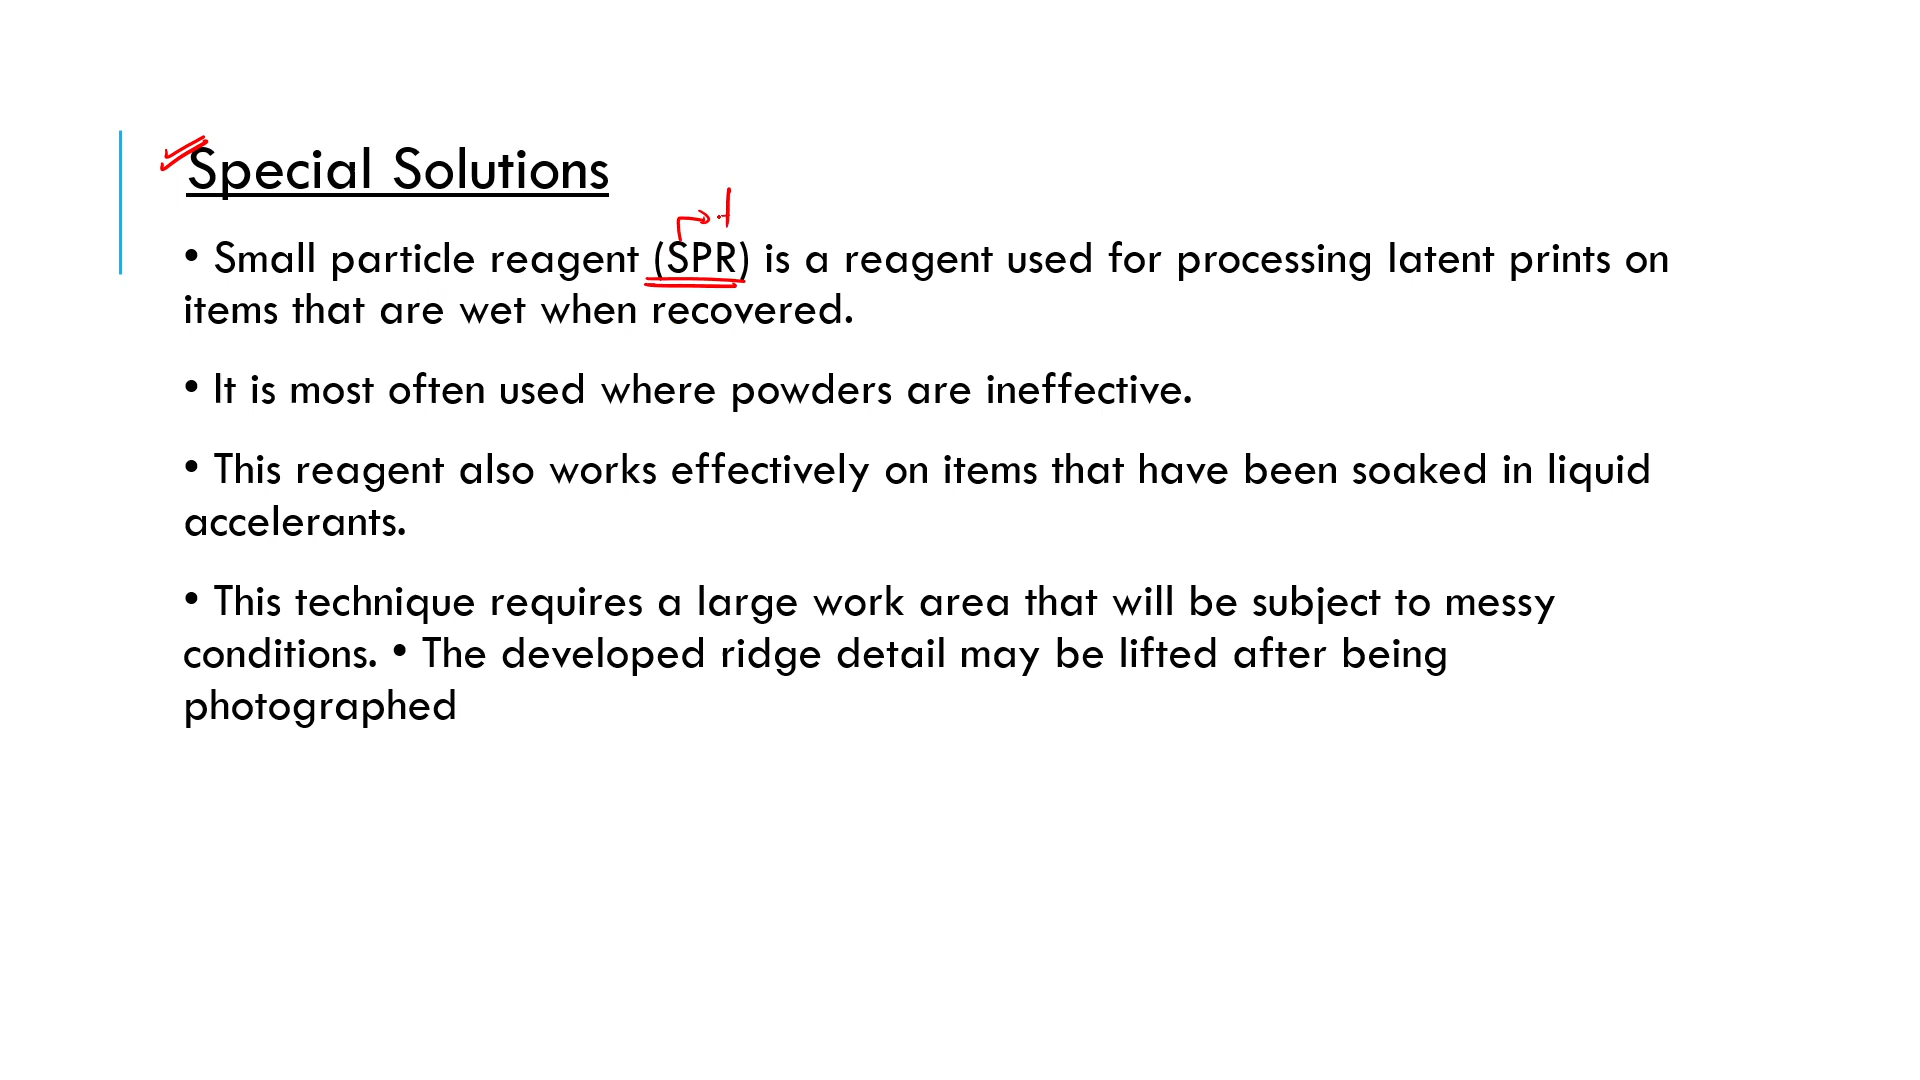 Special Solutions
• Small particle reagent (SPR) is a reagent used for processing latent prints on
items that are wet when recovered.
• It is most often used where powders are ineffective.
• This reagent also works effectively on items that have been soaked in liquid
accelerants.
• This technique requires a large work area that will be subject to messy
conditions. • The developed ridge detail may be lifted after being
photographed